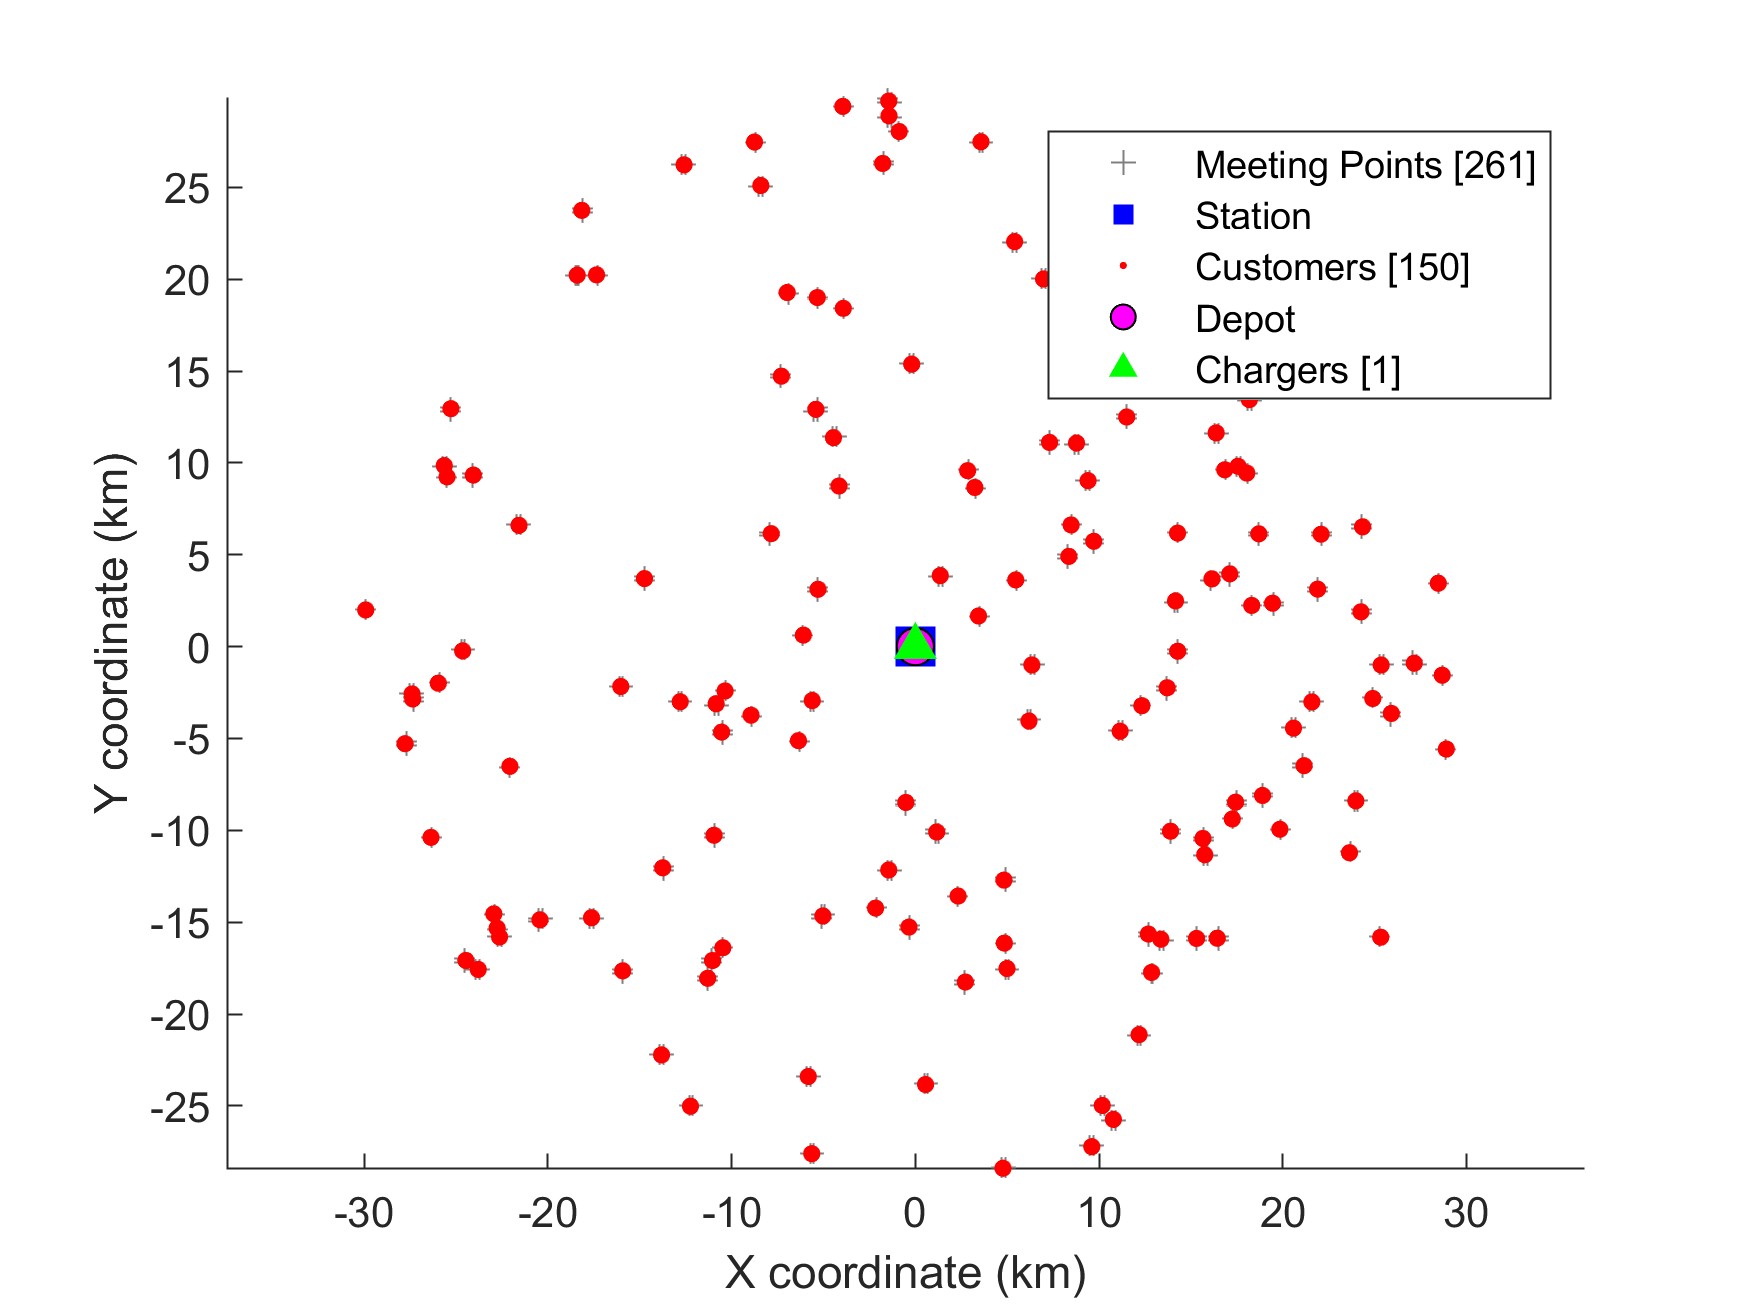 Meeting Points [261]
Station
Customers [150]
Depot
Chargers [1]
25
20
15
10
5
0
-5
-10
-15
-20
-25
Y coordinate (km)
-30 -20 -10 0 10 20 30
X coordinate (km)